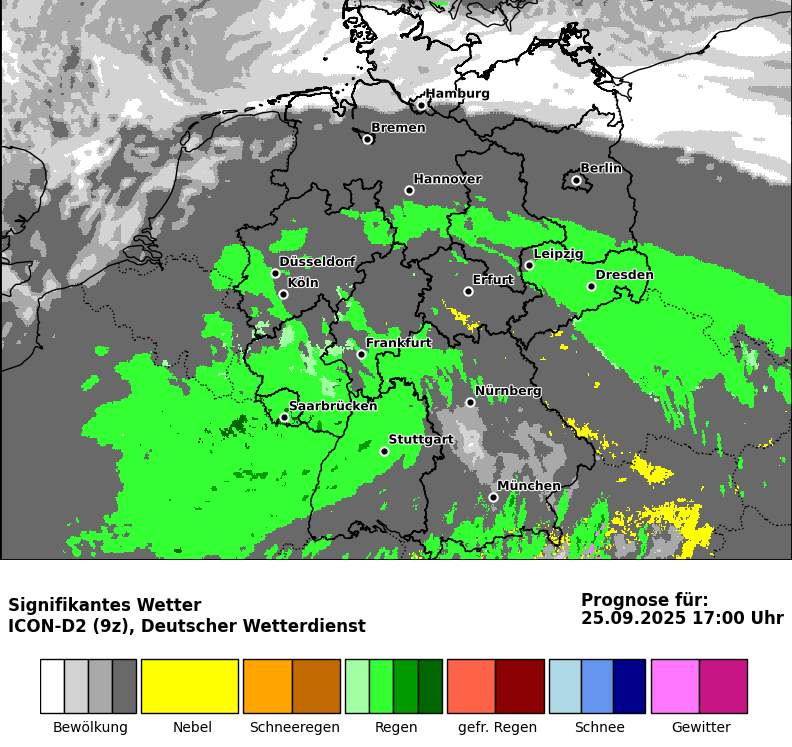 Hamburg
Bremen
Berlin
Hannover
Leipzig
Düsseldorf
Dresden
Erfurt
Köln
Frankfurt
Nürnberg
Saarbrücken
Stuttgart
München
Signifikantes Wetter
ICON-D2 (9z), Deutscher Wetterdienst
Prognose für:
25.09.2025 17:00 Uhr
Bewölkung Nebel Schneeregen Regen gefr. Regen Schnee Gewitter